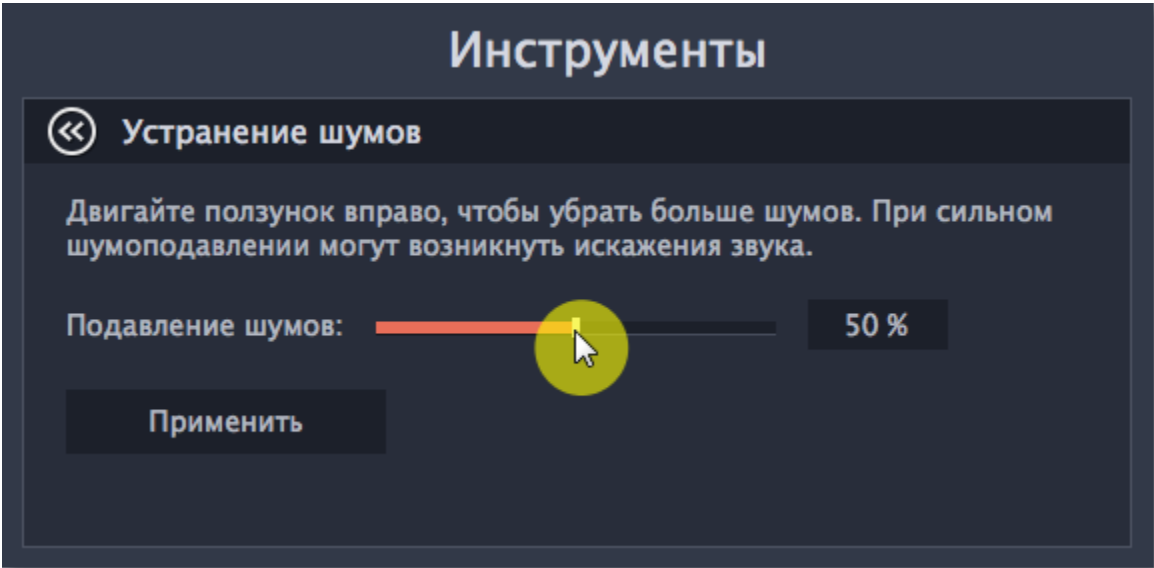 Инструменты
Устранение шумов
Двигайте ползунок вправо, чтобы убрать больше шумов. При сильном
шумоподавлении могут возникнуть искажения звука.
Подавление шумов: 50 %
Применить